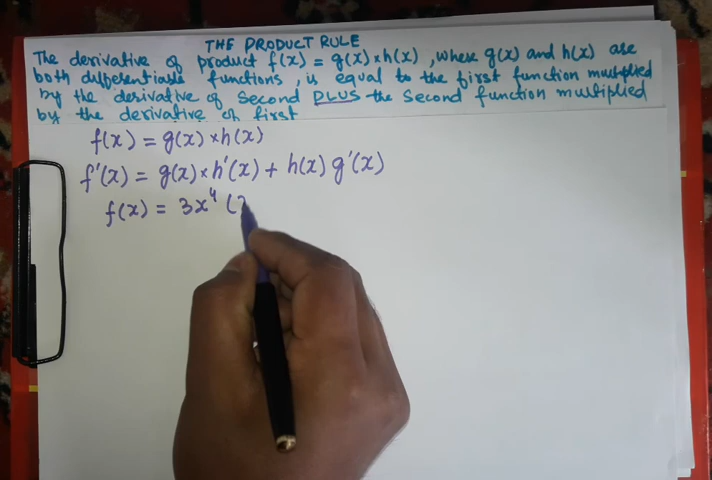 THE PRODUCT RULE
The derivative of product f(x) = g(x) × h(x), where g(x) and h(x) are
both differentiable functions, is equal to the first function multiplied
by the derivative of second PLUS the second function multiplied
by the derivative of first
f(x) = g(x) × h(x)
f'(x) = g(x) × h'(x) + h(x) g'(x)
f(x) = 3x⁴ (